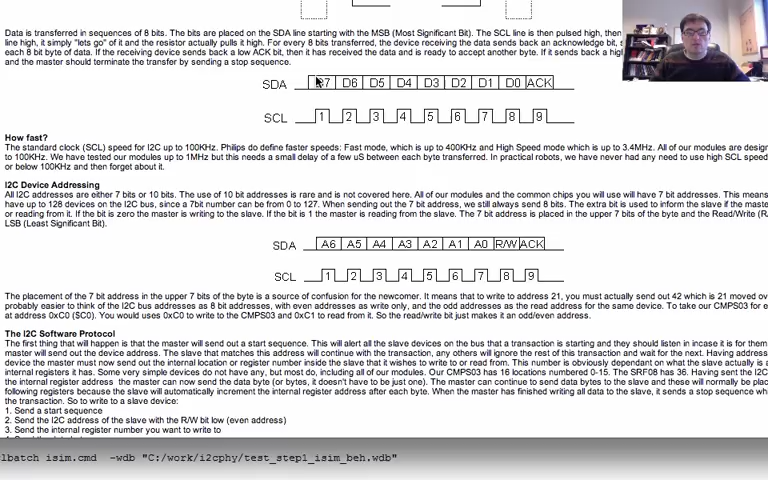 Data is transferred in sequences of 8 bits. The bits are placed on the SDA line starting with the MSB (Most Significant Bit). The SCL line is then pulsed high, then
line high, it simply "lets go" of it and the resistor actually pulls it high. For every 8 bits transferred, the device receiving the data sends back an acknowledge bit,
each 8 bit byte of data. If the receiving device sends back a low ACK bit, then it has received the data and is ready to accept another byte. If it sends back a
and the master should terminate the transfer by sending a stop sequence.
SDA D7 D6 D5 D4 D3 D2 D1 D0 ACK
SCL 1 2 3 4 5 6 7 8 9
How fast?
The standard clock (SCL) speed for I2C up to 100KHz. Philips do define faster speeds: Fast mode, which is up to 400KHz and High Speed mode which is up to 3.4MHz. All of our modules are
to 100KHz. We have tested our modules up to 1MHz but this needs a small delay of a few uS between each byte transferred. In practical robots, we have never had any need to use high SCL
or below 100KHz and then forget about it.
I2C Device Addressing
All I2C addresses are either 7 bits or 10 bits. The use of 10 bit addresses is rare and is not covered here. All of our modules and the common chips you will use will have 7 bit addresses. This means
have up to 128 devices on the I2C bus, since a 7bit number can be from 0 to 127. When sending out the 7 bit address, we still always send 8 bits. The extra bit is used to inform the slave if the
or reading from it. If the bit is zero the master is writing to the slave. If the bit is 1 the master is reading from the slave. The 7 bit address is placed in the upper 7 bits of the byte and the Read/Write
LSB (Least Significant Bit).
SDA A6 A5 A4 A3 A2 A1 A0 R/W ACK
SCL 1 2 3 4 5 6 7 8 9
The placement of the 7 bit address in the upper 7 bits of the byte is a source of confusion for the newcomer. It means that to write to address 21, you must actually send out 42 which is 21 moved
probably easier to think of the I2C bus addresses as 8 bit addresses, with even addresses as write only, and the odd addresses as the read address for the same device. To take our CMPS03 for
at address 0xC0 ($C0). You would uses 0xC0 to write to the CMPS03 and 0xC1 to read from it. So the read/write bit just makes it an odd/even address.
The I2C Software Protocol
The first thing that will happen is that the master will send out a start sequence. This will alert all the slave devices on the bus that a transaction is starting and they should listen in incase it is for
master will send out the device address. The slave that matches this address will continue with the transaction, any others will ignore the rest of this transaction and wait for the next. Having
device the master must now send out the internal location or register number inside the slave that it wishes to write to or read from. This number is obviously dependant on what the slave actually is
internal registers it has. Some very simple devices do not have any, but most do, including all of our modules. Our CMPS03 has 16 locations numbered 0-15. The SRF08 has 36. Having sent the
the internal register address the master can now send the data byte (or bytes, it doesn't have to be just one). The master can continue to send data bytes to the slave and these will normally be
following registers because the slave will automatically increment the internal register address after each byte. When the master has finished writing all data to the slave, it sends a stop sequence
the transaction. So to write to a slave device:
1. Send a start sequence
2. Send the I2C address of the slave with the R/W bit low (even address)
3. Send the internal register number you want to write to
lbatch isim.cmd -wdb "C:/work/i2cphy/test_step1_isim_beh.wdb"